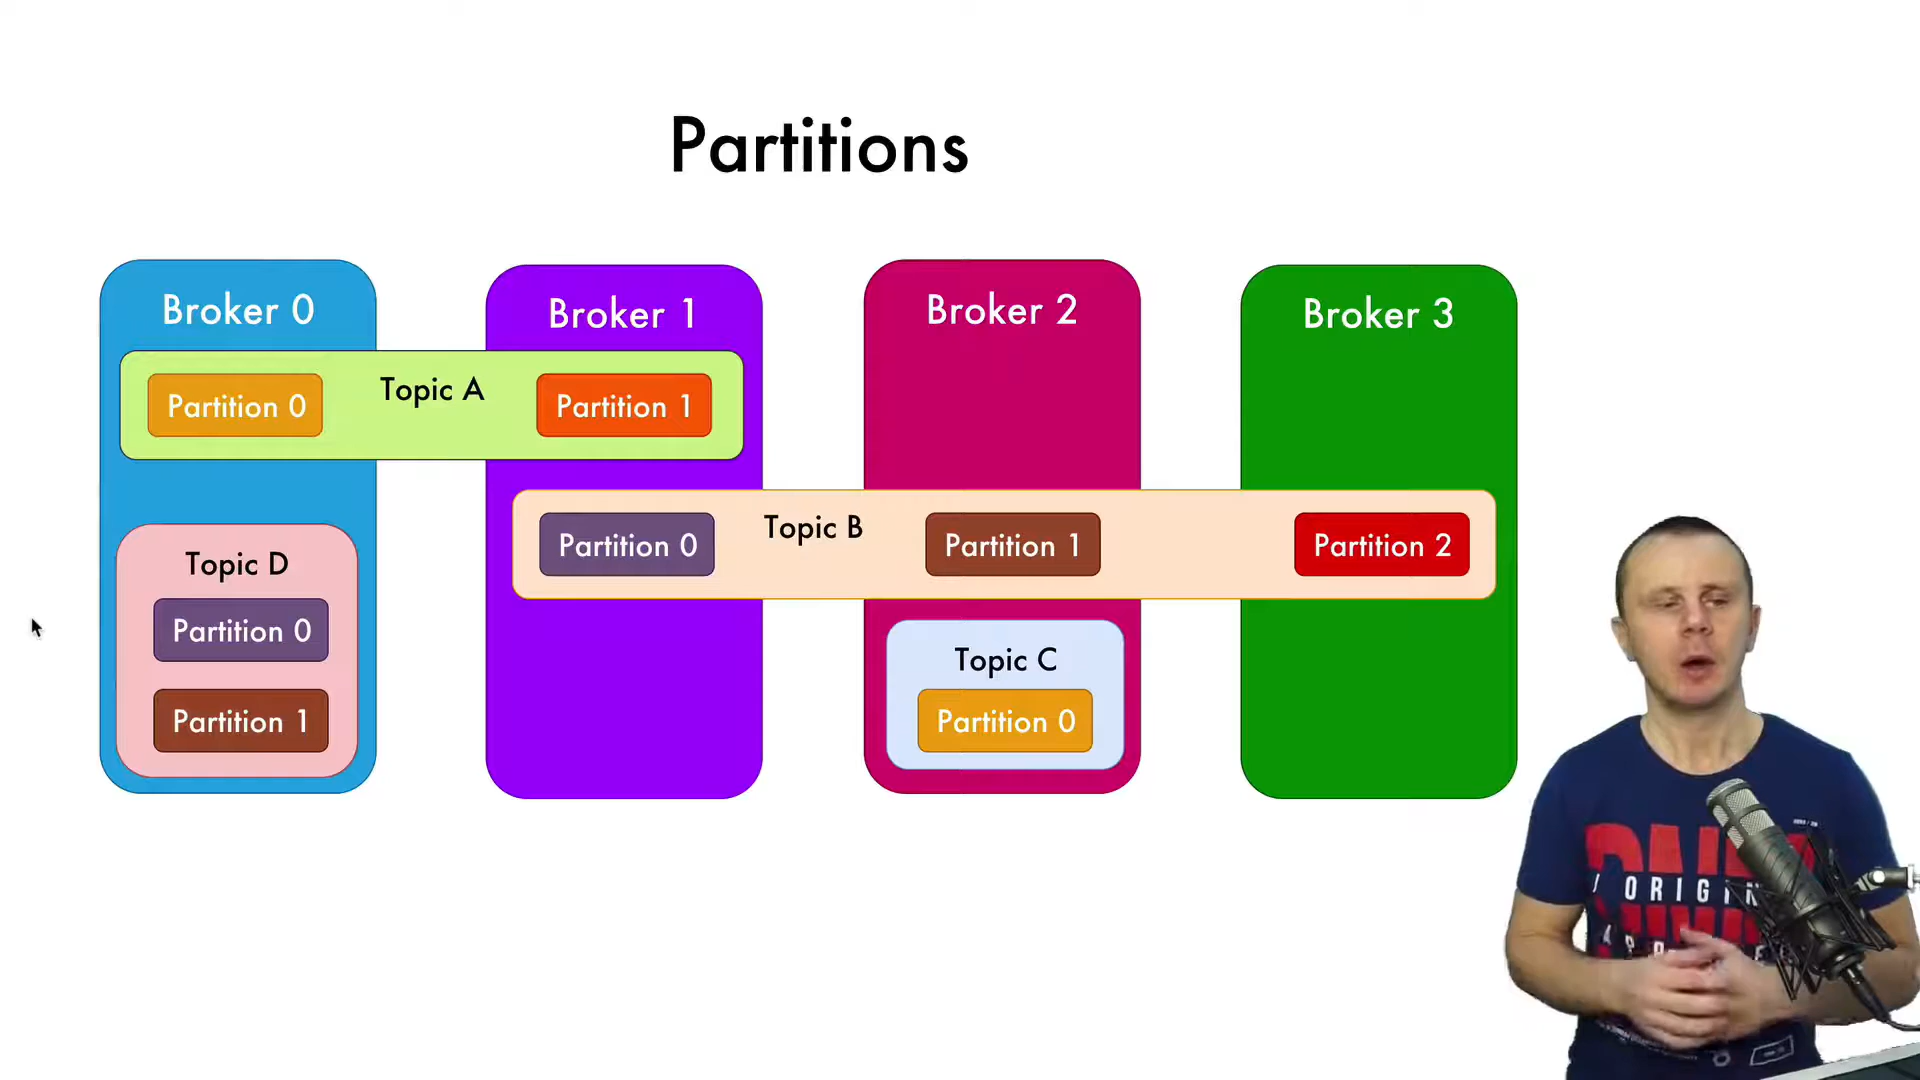 Partitions
Broker 0
Broker 1
Broker 2
Broker 3
Partition 0
Topic A
Partition 1
Partition 0
Topic B
Partition 1
Partition 2
Topic D
Partition 0
Partition 1
Topic C
Partition 0
ORIGIN